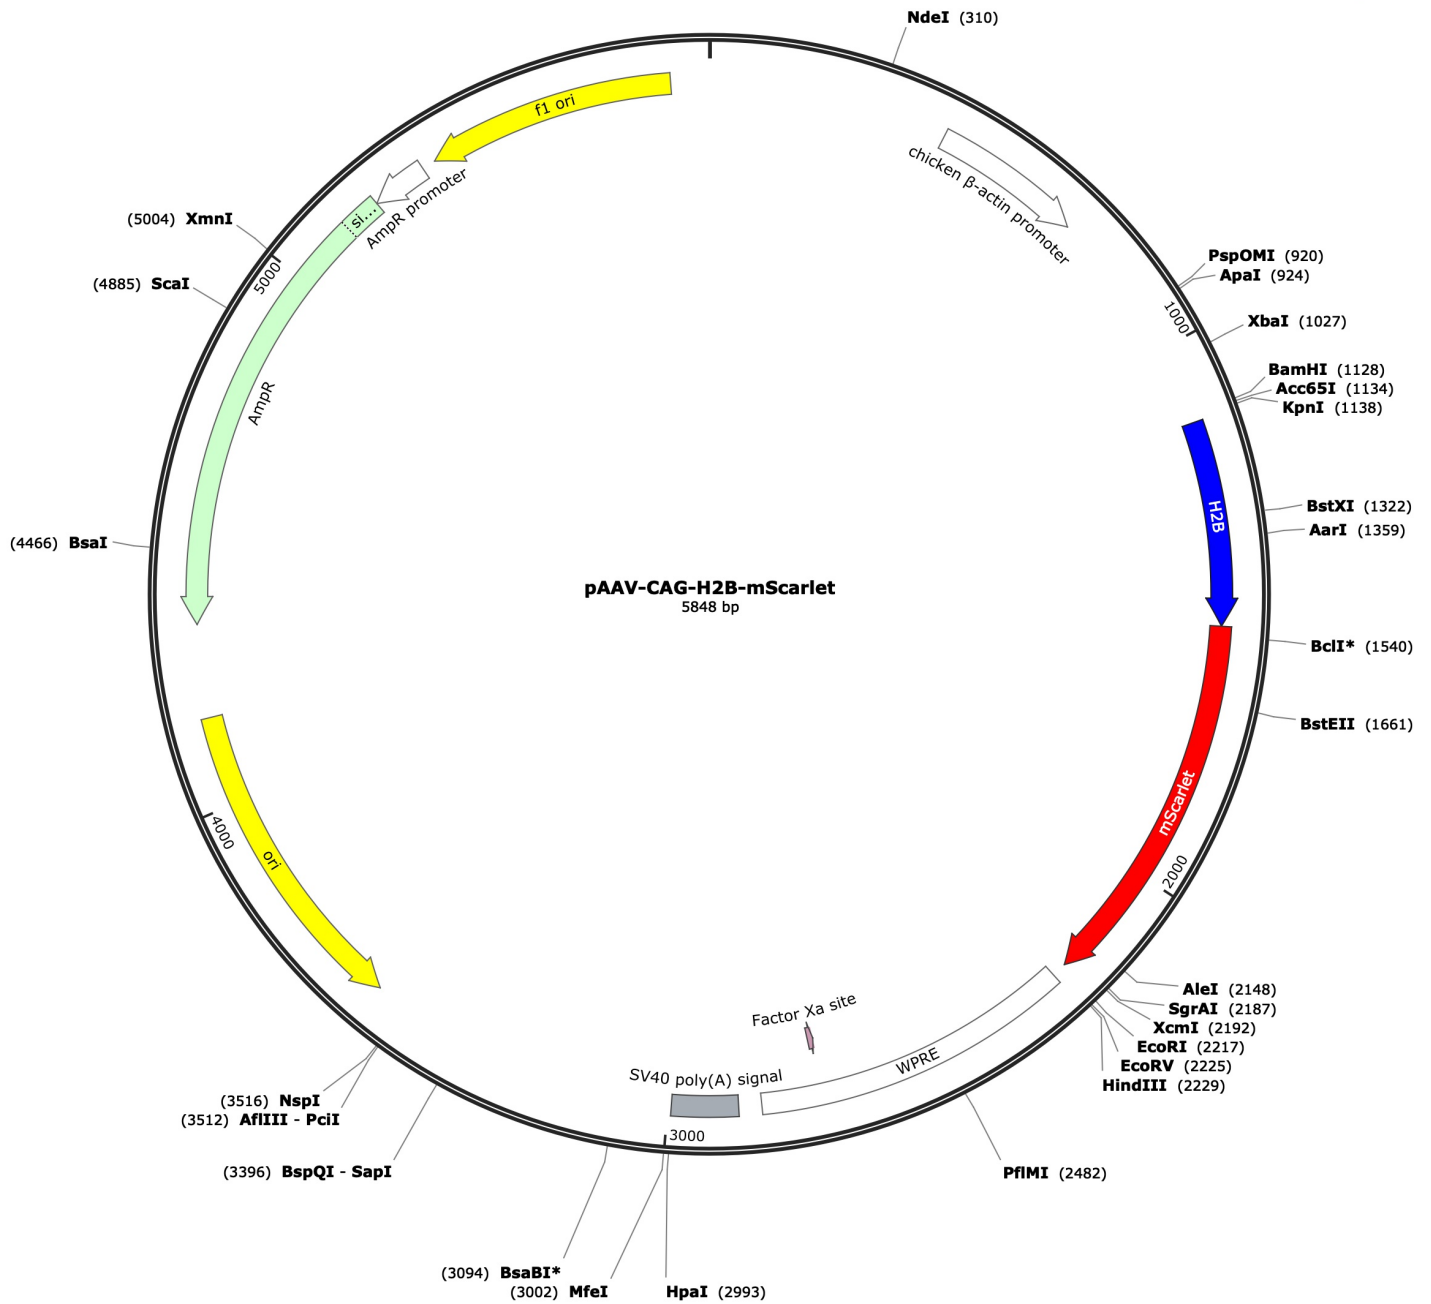 NdeI (310)
f1 ori
chicken β-actin promoter
AmpR promoter
si...
(5004) XmnI
PspOMI (920)
ApaI (924)
5000
(4885) ScaI
1000
XbaI (1027)
BamHI (1128)
Acc65I (1134)
KpnI (1138)
AmpR
H2B
BstXI (1322)
AarI (1359)
(4466) BsaI
pAAV-CAG-H2B-mScarlet
5848 bp
BclI* (1540)
BstEII (1661)
mScarlet
4000
ori
2000
AleI (2148)
SgrAI (2187)
XcmI (2192)
EcoRI (2217)
EcoRV (2225)
HindIII (2229)
Factor Xa site
WPRE
SV40 poly(A) signal
(3516) NspI
(3512) AflIII - PciI
3000
(3396) BspQI - SapI
PflMI (2482)
(3094) BsaBI*
(3002) MfeI
HpaI (2993)